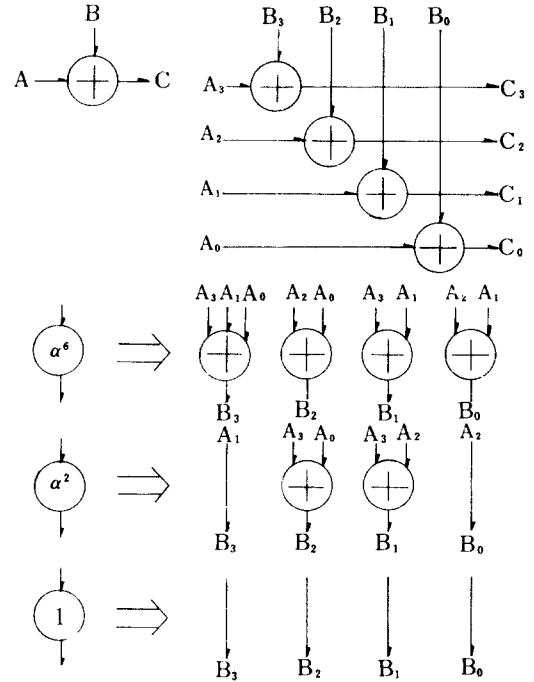 B B₃ B₂ B₁ B₀
A C A₃ C₃
A₂ C₂
A₁ C₁
A₀ C₀
A₃ A₁ A₀ A₂ A₀ A₃ A₁ A₂ A₁
α⁶
B₃ B₂ B₁ B₀
A₁ A₃ A₀ A₃ A₂ A₂
α²
B₃ B₂ B₁ B₀
1
B₃ B₂ B₁ B₀